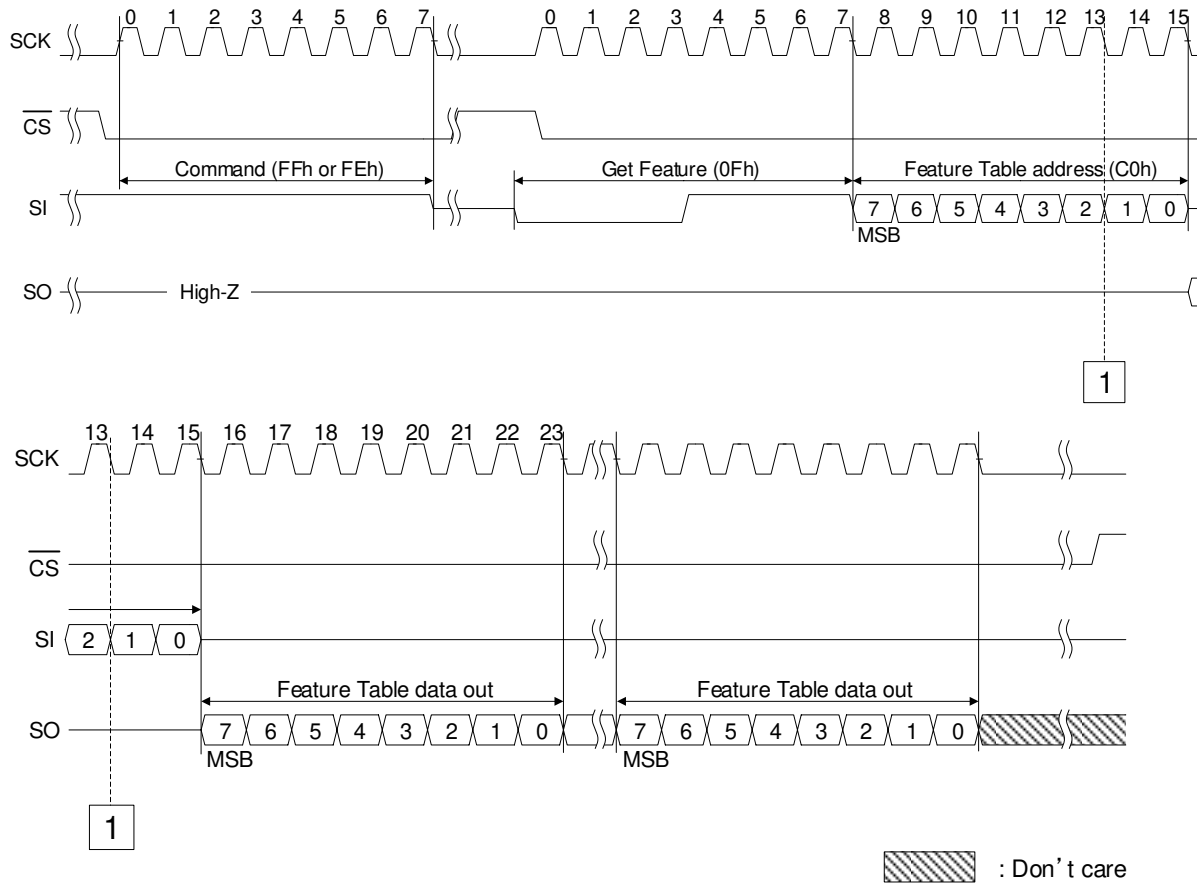 0 1 2 3 4 5 6 7 0 1 2 3 4 5 6 7 8 9 10 11 12 13 14 15
SCK
CS
Command (FFh or FEh) Get Feature (0Fh) Feature Table address (C0h)
SI 7 6 5 4 3 2 1 0
MSB
SO High-Z
1
13 14 15 16 17 18 19 20 21 22 23
SCK
CS
SI 2 1 0
Feature Table data out Feature Table data out
SO 7 6 5 4 3 2 1 0 7 6 5 4 3 2 1 0
MSB MSB
1
: Don't care